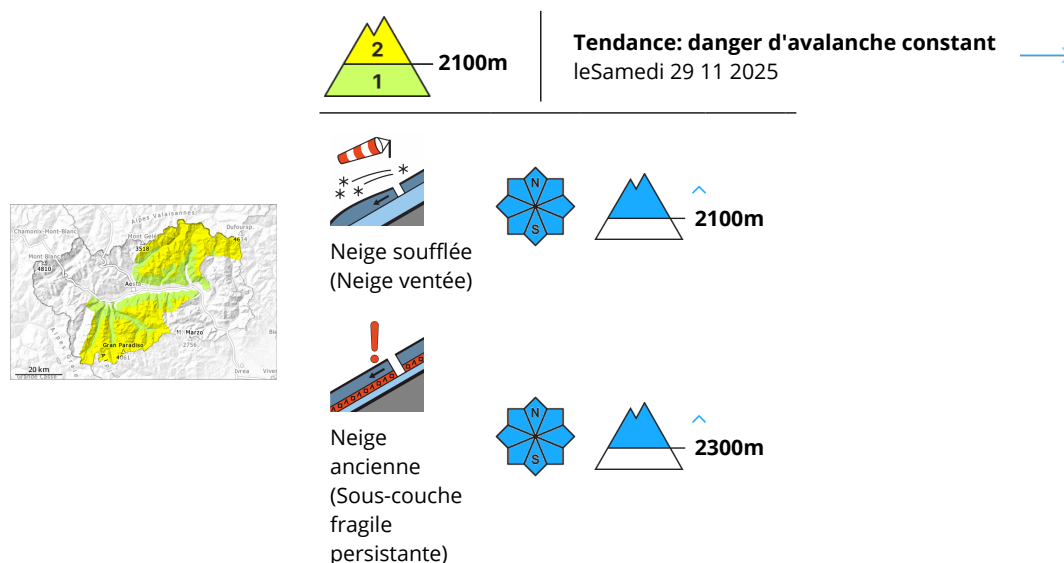 2
1
2100m
Tendance: danger d'avalanche constant
leSamedi 29 11 2025
N
S
2100m
Neige soufflée
(Neige ventée)
N
S
2300m
Neige
ancienne
(Sous-couche
fragile
persistante)
Alpes Valaisannes
Chamonix-Mont-Blanc
Mont Gelé
3518
Dufoursp.
4634
Mont Blanc
4810
Aosta
M. Marzo
2756
Gran Paradiso
4061
Ivrea
20 km
Grande Casse